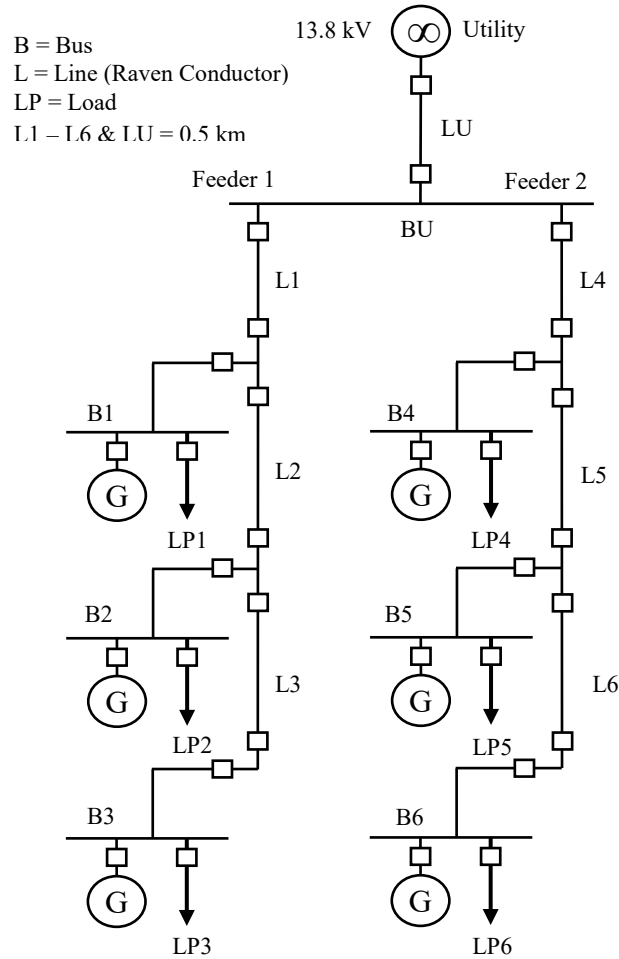 13.8 kV
∞
Utility
B = Bus
L = Line (Raven Conductor)
LP = Load
L1 – L6 & LU = 0.5 km
LU
Feeder 1
Feeder 2
BU
L1
L4
B1
B4
L2
L5
G
G
LP1
LP4
B2
B5
L3
L6
G
G
LP2
LP5
B3
B6
G
G
LP3
LP6